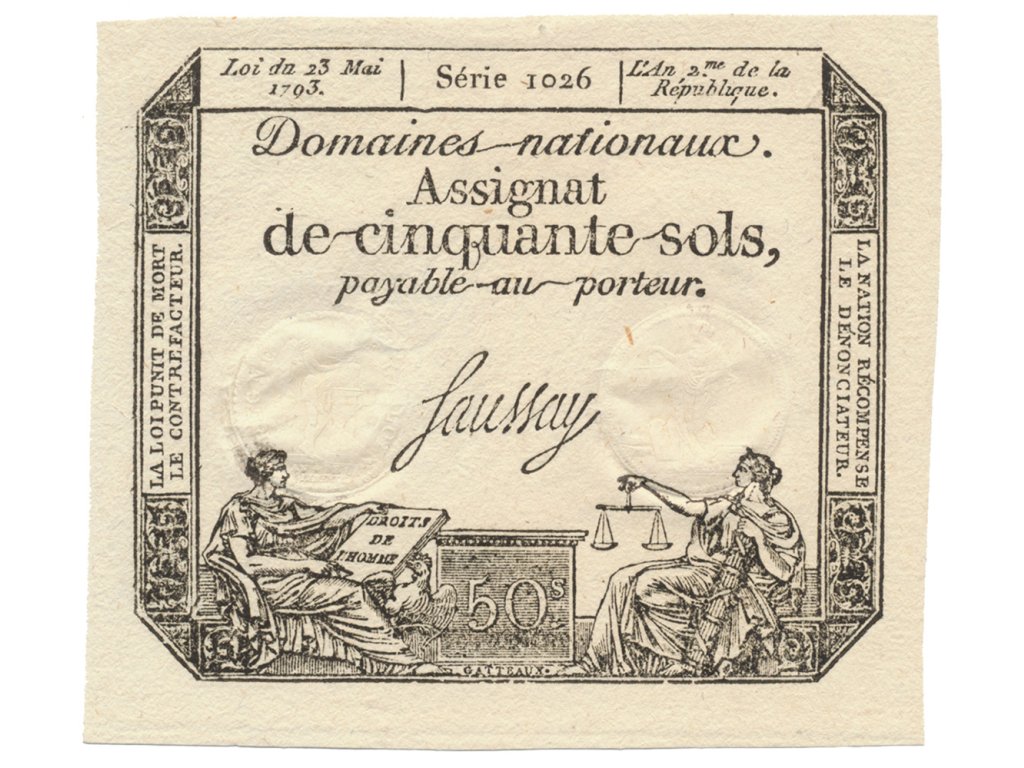 Loi du 23 Mai
1793.
Série 1026
L'An 2.me de la
République.
Domaines nationaux.
Assignat
de cinquante sols,
payable au porteur.
LA LOI PUNIT DE MORT
LE CONTREFACTEUR.
LA NATION RÉCOMPENSE
LE DÉNONCIATEUR.
Saussay
DROITS
DE
L'HOMME
50s
GATTEAUX.